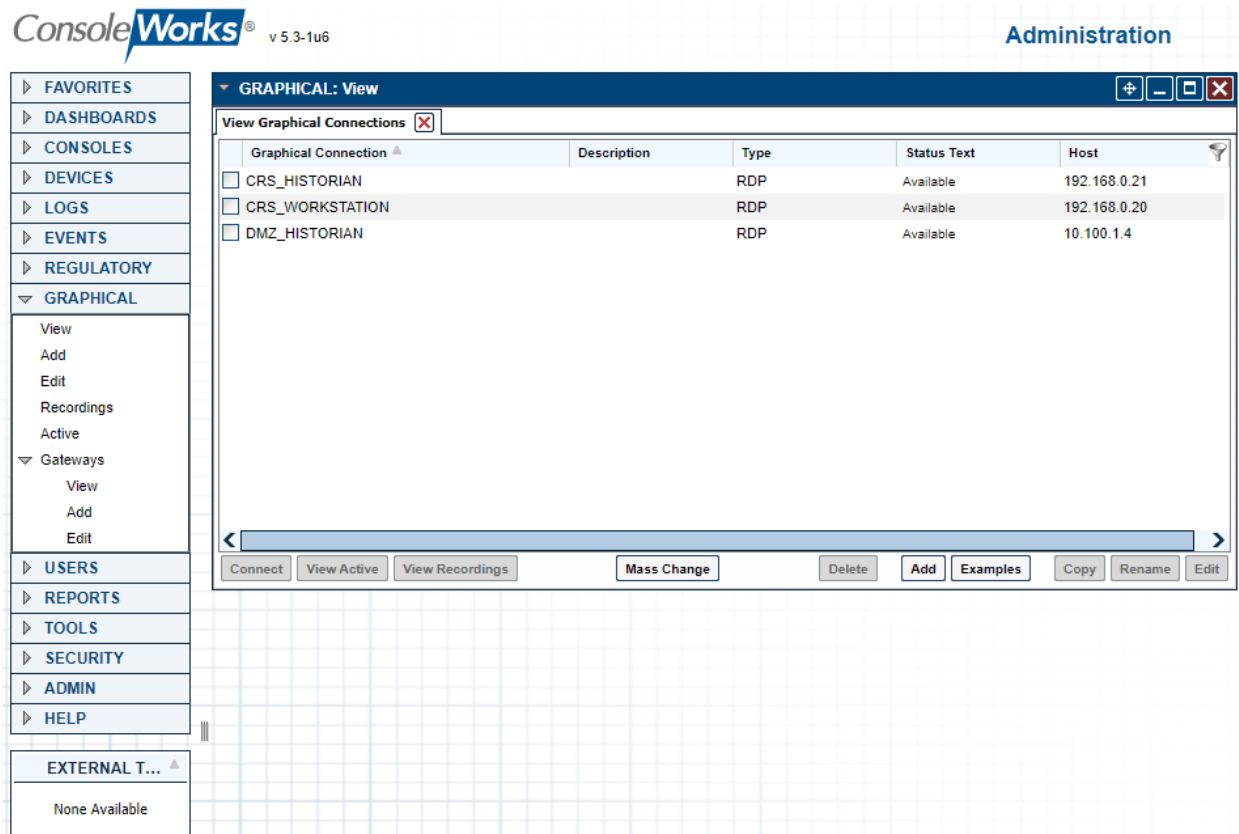 ConsoleWorks® v 5.3-1u6
Administration
FAVORITES
DASHBOARDS
CONSOLES
DEVICES
LOGS
EVENTS
REGULATORY
GRAPHICAL
View
Add
Edit
Recordings
Active
Gateways
View
Add
Edit
USERS
REPORTS
TOOLS
SECURITY
ADMIN
HELP
EXTERNAL T...
None Available
GRAPHICAL: View
View Graphical Connections
Graphical Connection Description Type Status Text Host
CRS_HISTORIAN RDP Available 192.168.0.21
CRS_WORKSTATION RDP Available 192.168.0.20
DMZ_HISTORIAN RDP Available 10.100.1.4
Connect View Active View Recordings Mass Change Delete Add Examples Copy Rename Edit